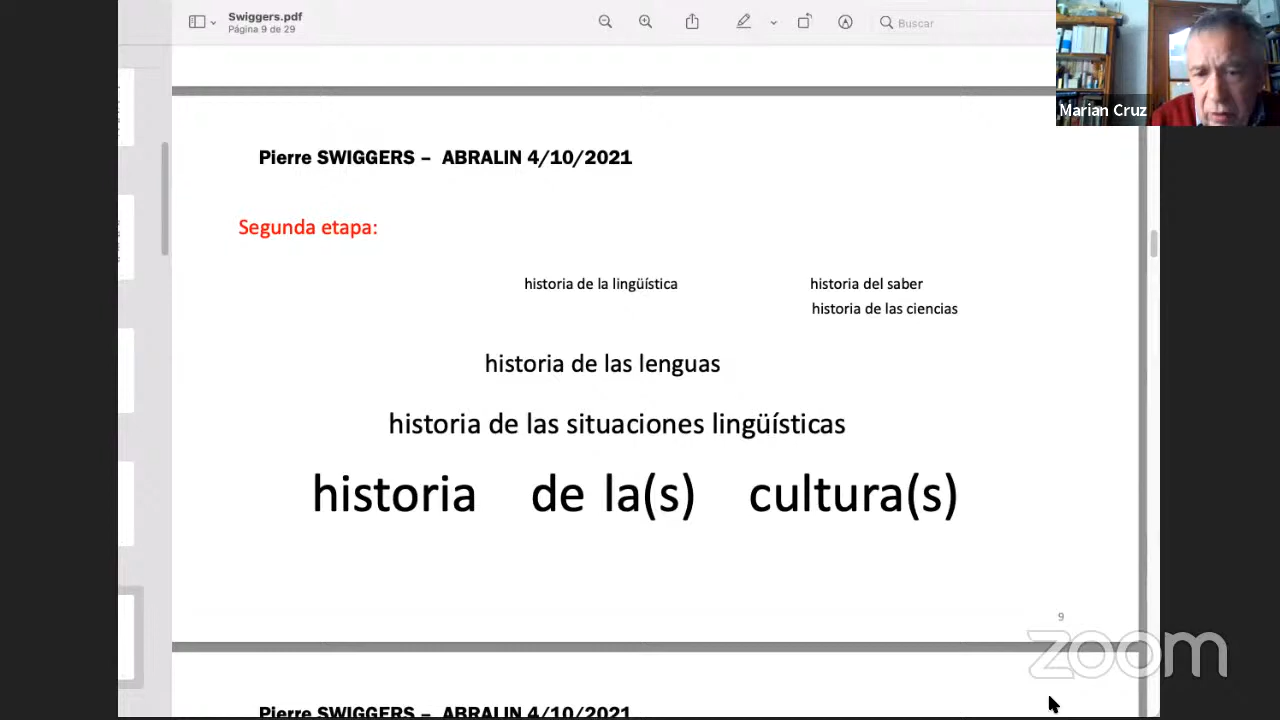 Swiggers.pdf
Página 9 de 29
Buscar
Marian Cruz
Pierre SWIGGERS – ABRALIN 4/10/2021
Segunda etapa:
historia de la lingüística historia del saber
historia de las ciencias
historia de las lenguas
historia de las situaciones lingüísticas
historia de la(s) cultura(s)
9
zoom
Pierre SWIGGERS – ABRALIN 4/10/2021